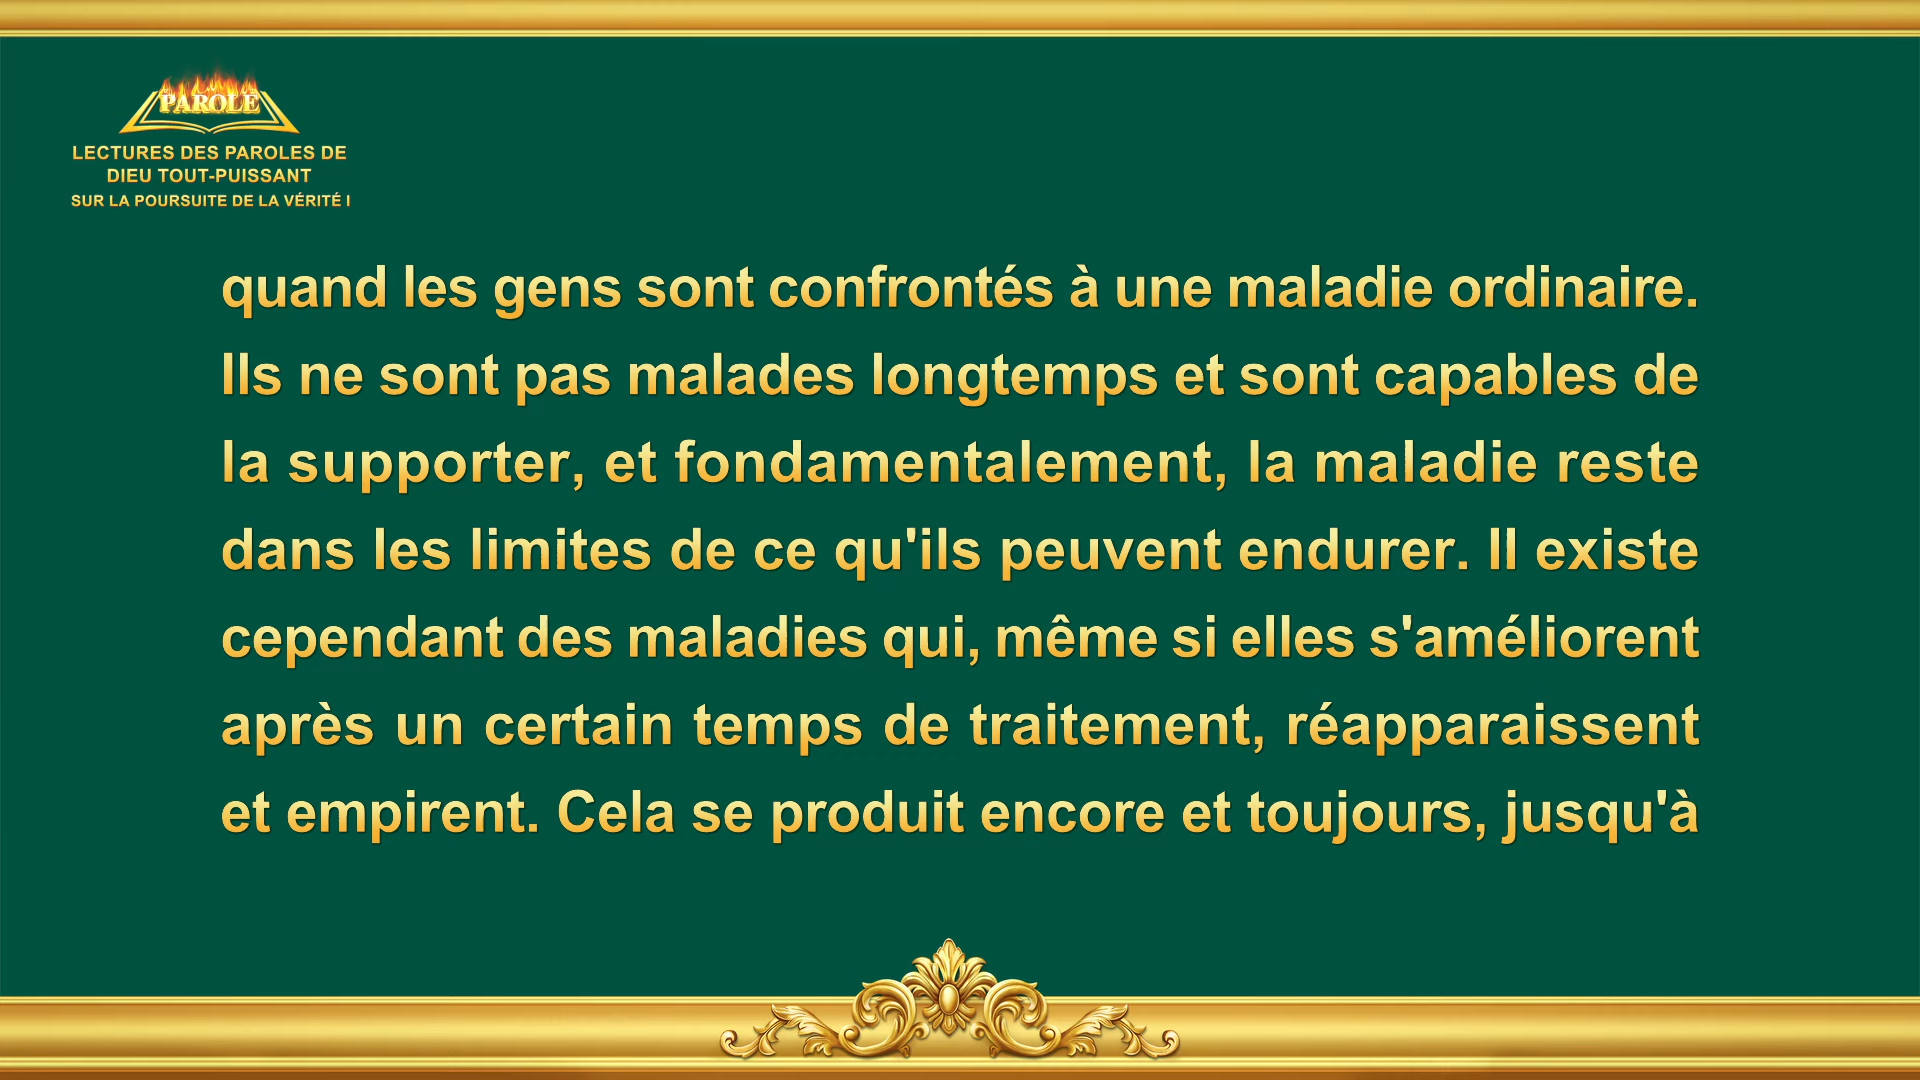 PAROLE
LECTURES DES PAROLES DE
DIEU TOUT-PUISSANT
SUR LA POURSUITE DE LA VÉRITÉ I
quand les gens sont confrontés à une maladie ordinaire.
Ils ne sont pas malades longtemps et sont capables de
la supporter, et fondamentalement, la maladie reste
dans les limites de ce qu'ils peuvent endurer. Il existe
cependant des maladies qui, même si elles s'améliorent
après un certain temps de traitement, réapparaissent
et empirent. Cela se produit encore et toujours, jusqu'à